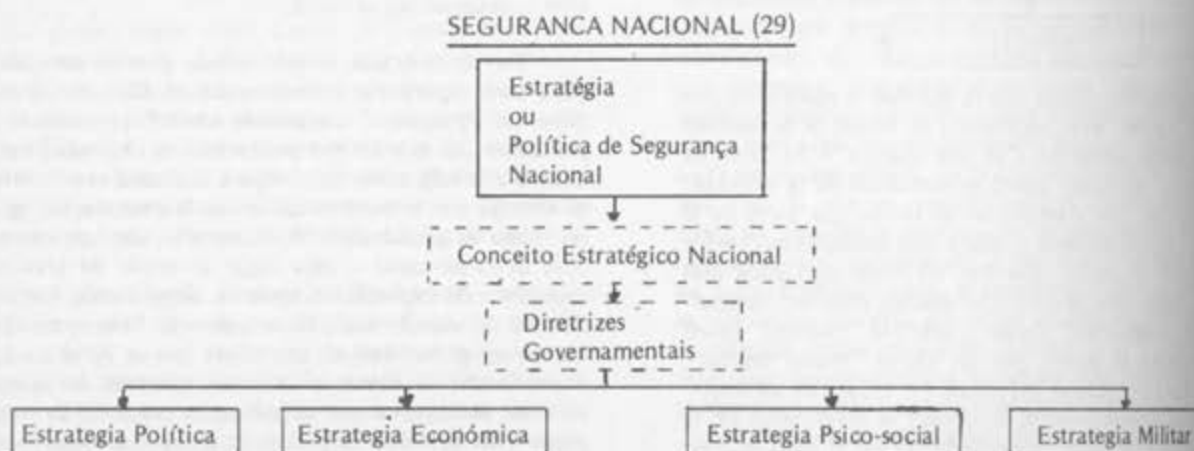 SEGURANCA NACIONAL (29)
Estratégia
ou
Política de Segurança
Nacional
Conceito Estratégico Nacional
Diretrizes
Governamentais
Estrategia Política
Estrategia Económica
Estrategia Psico-social
Estrategia Militar